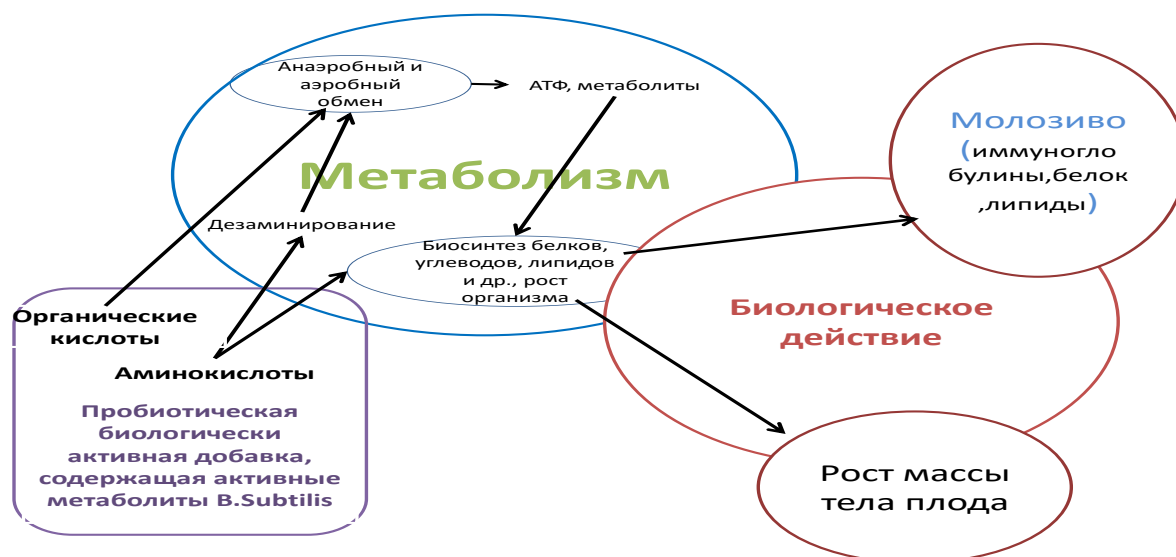 Анаэробный и
аэробный
обмен
АТФ, метаболиты
Метаболизм
Дезаминирование
Биосинтез белков,
углеводов, липидов
и др., рост
организма
Молозиво
(иммуногло
булины,белок
,липиды)
Биологическое
действие
Органические
кислоты
Аминокислоты
Пробиотическая
биологически
активная добавка,
содержащая активные
метаболиты B.Subtilis
Рост массы
тела плода